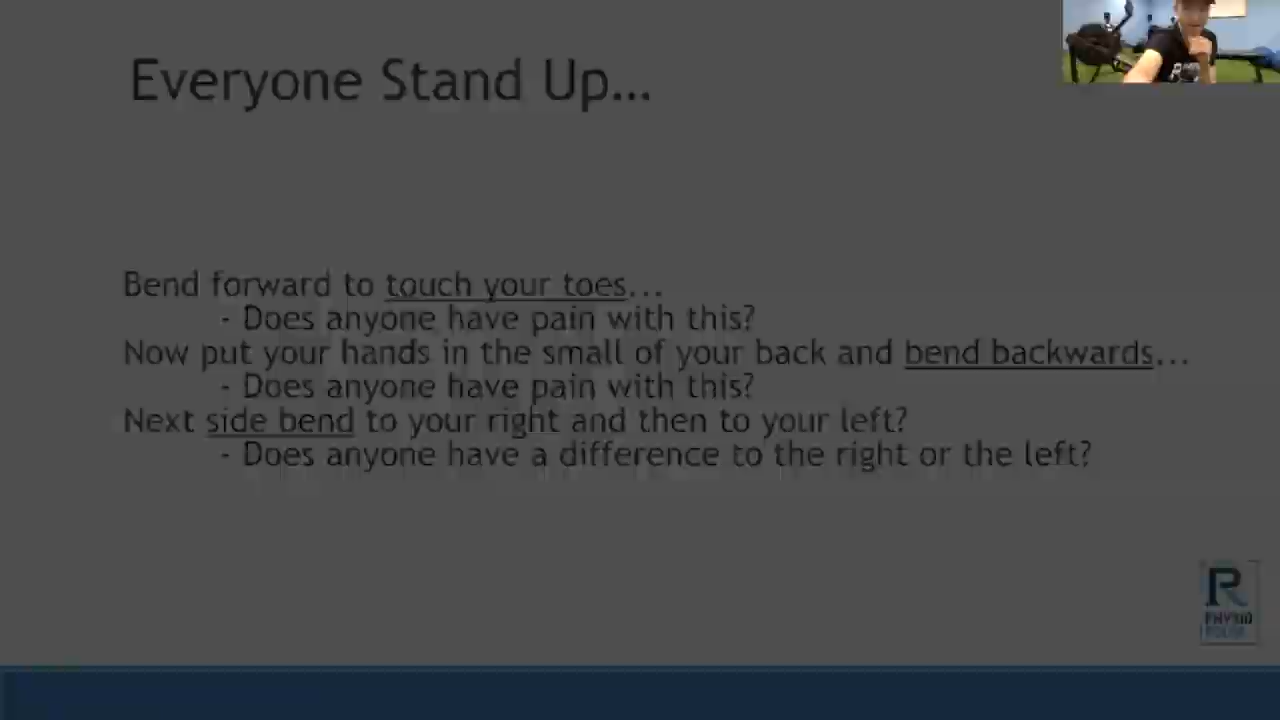 Everyone Stand Up...
Bend forward to touch your toes...
- Does anyone have pain with this?
Now put your hands in the small of your back and bend backwards...
- Does anyone have pain with this?
Next side bend to your right and then to your left?
- Does anyone have a difference to the right or the left?
R
PHYSIO